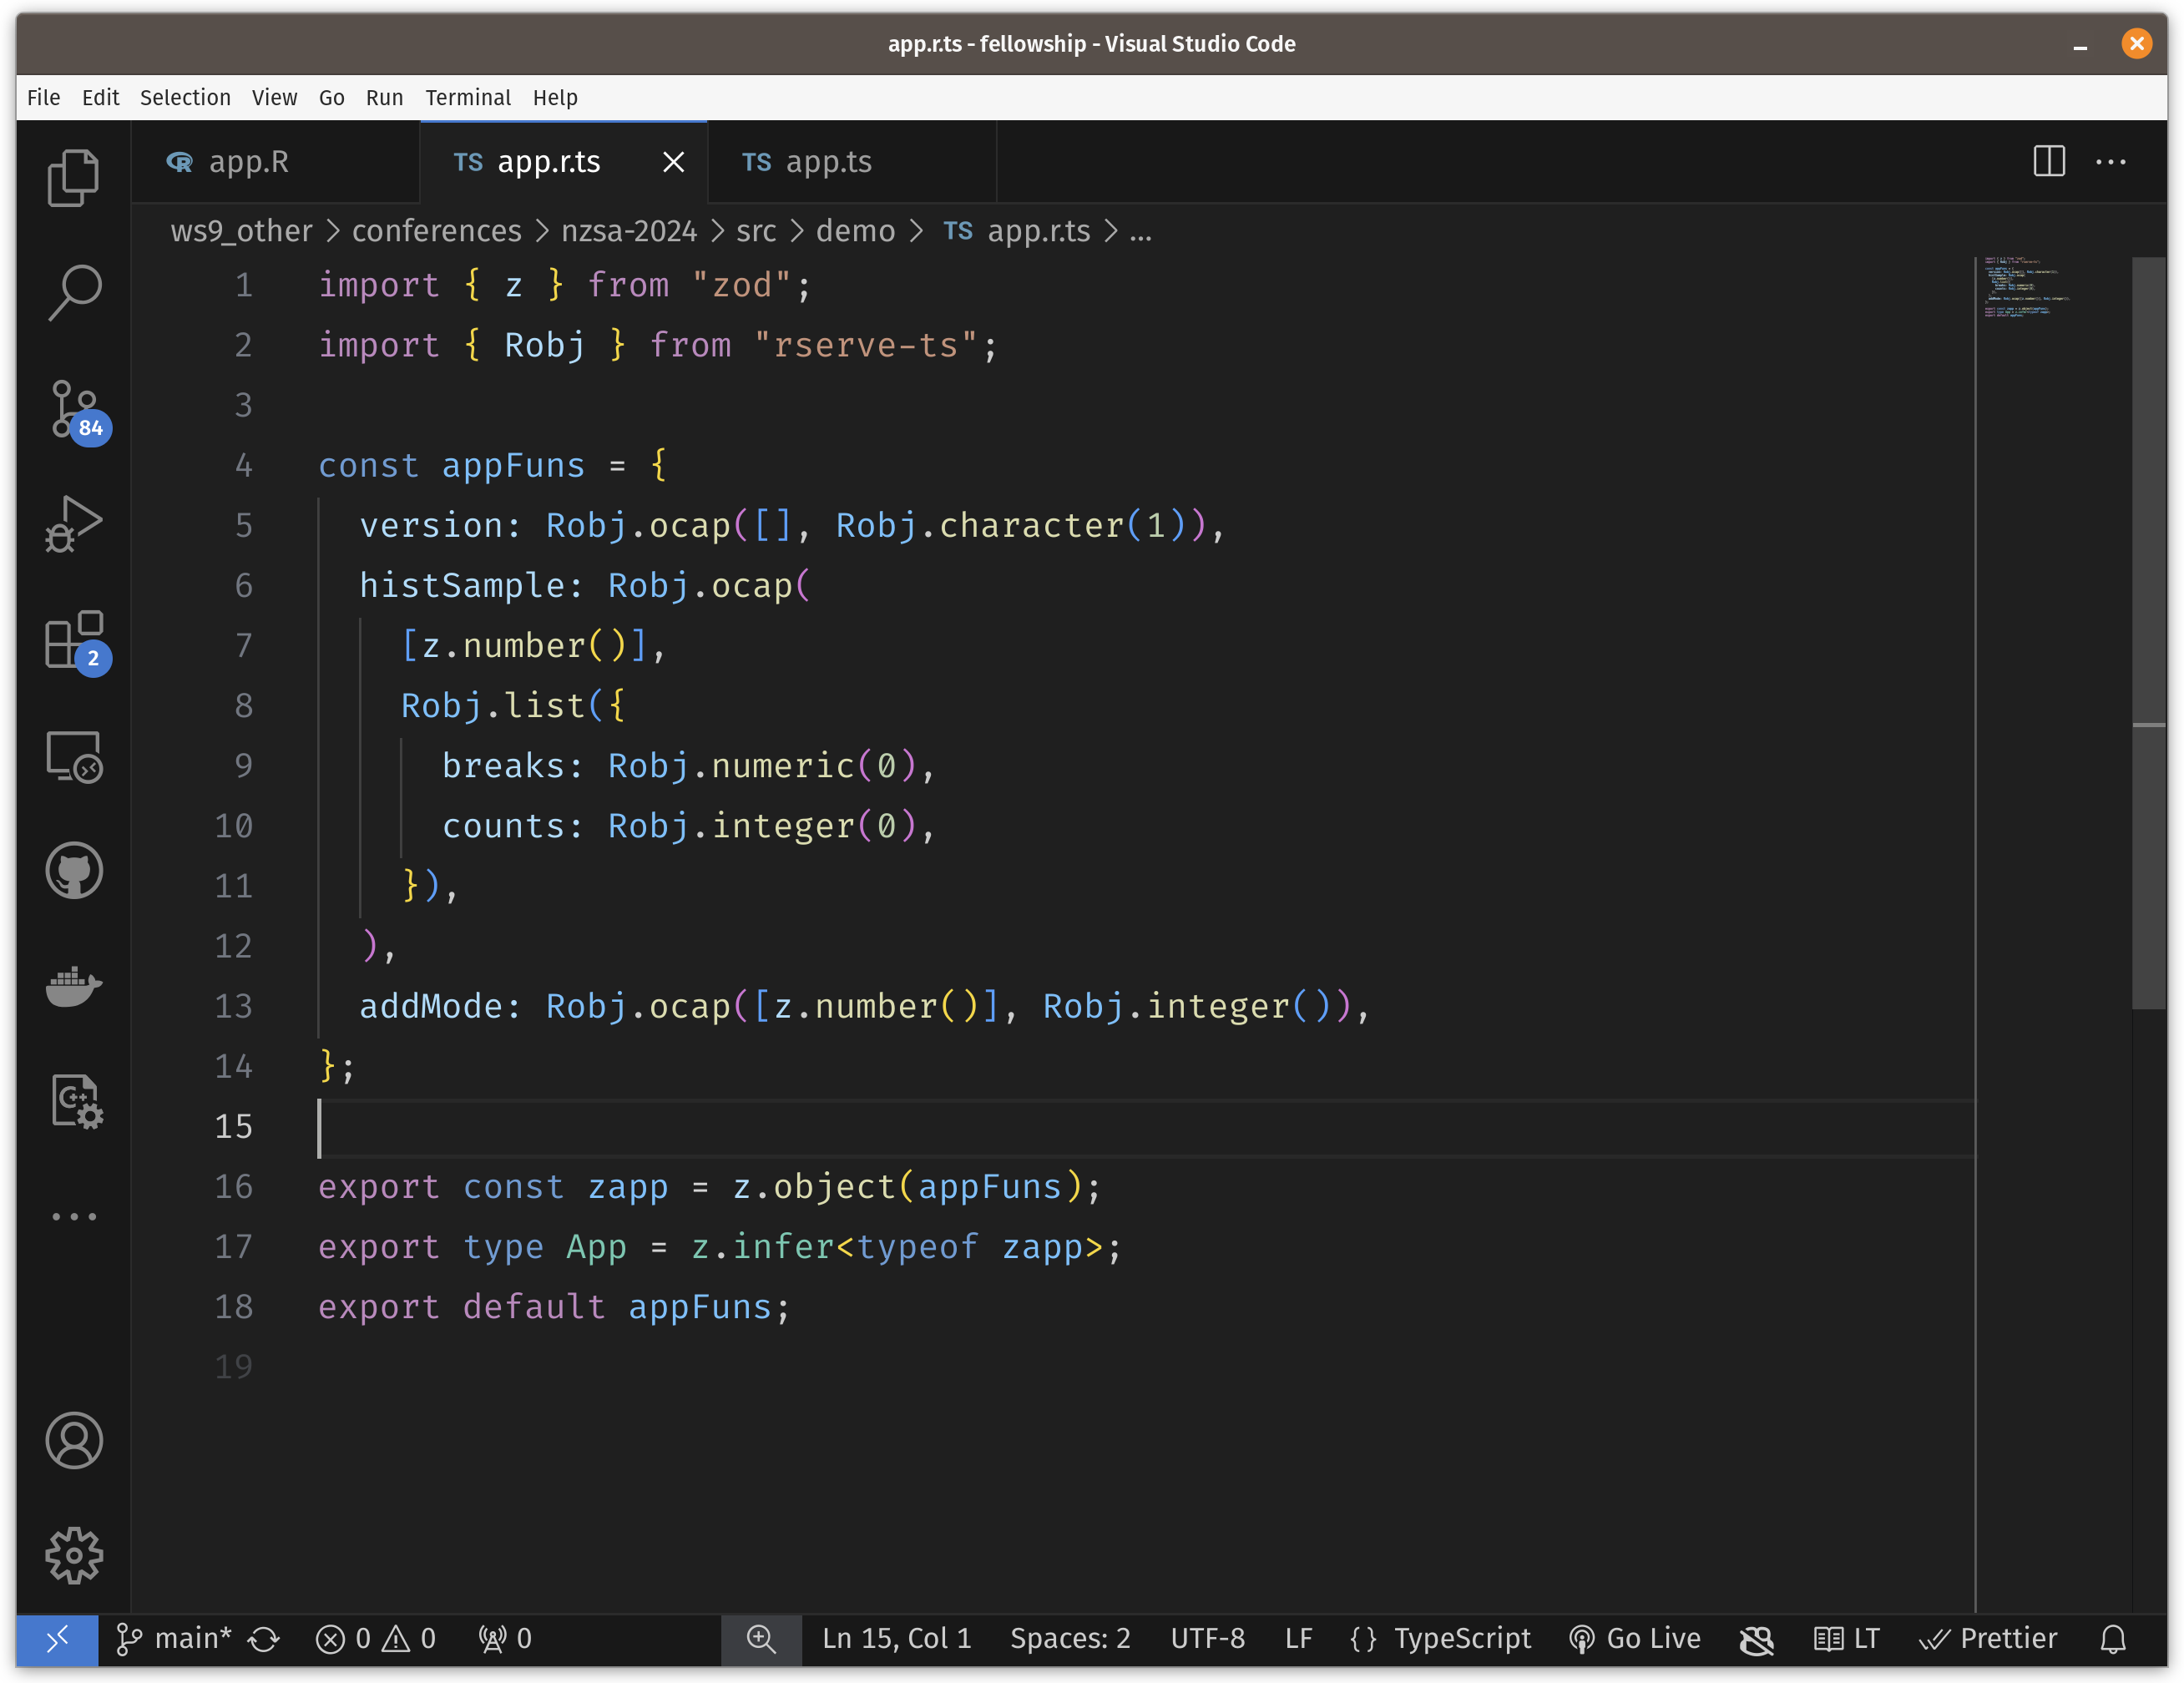 app.r.ts - fellowship - Visual Studio Code
File Edit Selection View Go Run Terminal Help
R app.R TS app.r.ts TS app.ts
ws9_other > conferences > nzsa-2024 > src > demo > TS app.r.ts > ...
1 import { z } from "zod";
2 import { Robj } from "rserve-ts";
3
4 const appFuns = {
5 version: Robj.ocap([], Robj.character(1)),
6 histSample: Robj.ocap(
7 [z.number()],
8 Robj.list({
9 breaks: Robj.numeric(0),
10 counts: Robj.integer(0),
11 }),
12 ),
13 addMode: Robj.ocap([z.number()], Robj.integer()),
14 };
15
16 export const zapp = z.object(appFuns);
17 export type App = z.infer<typeof zapp>;
18 export default appFuns;
19
84
2
C++
main* 0 0 0 Ln 15, Col 1 Spaces: 2 UTF-8 LF {} TypeScript Go Live LT Prettier